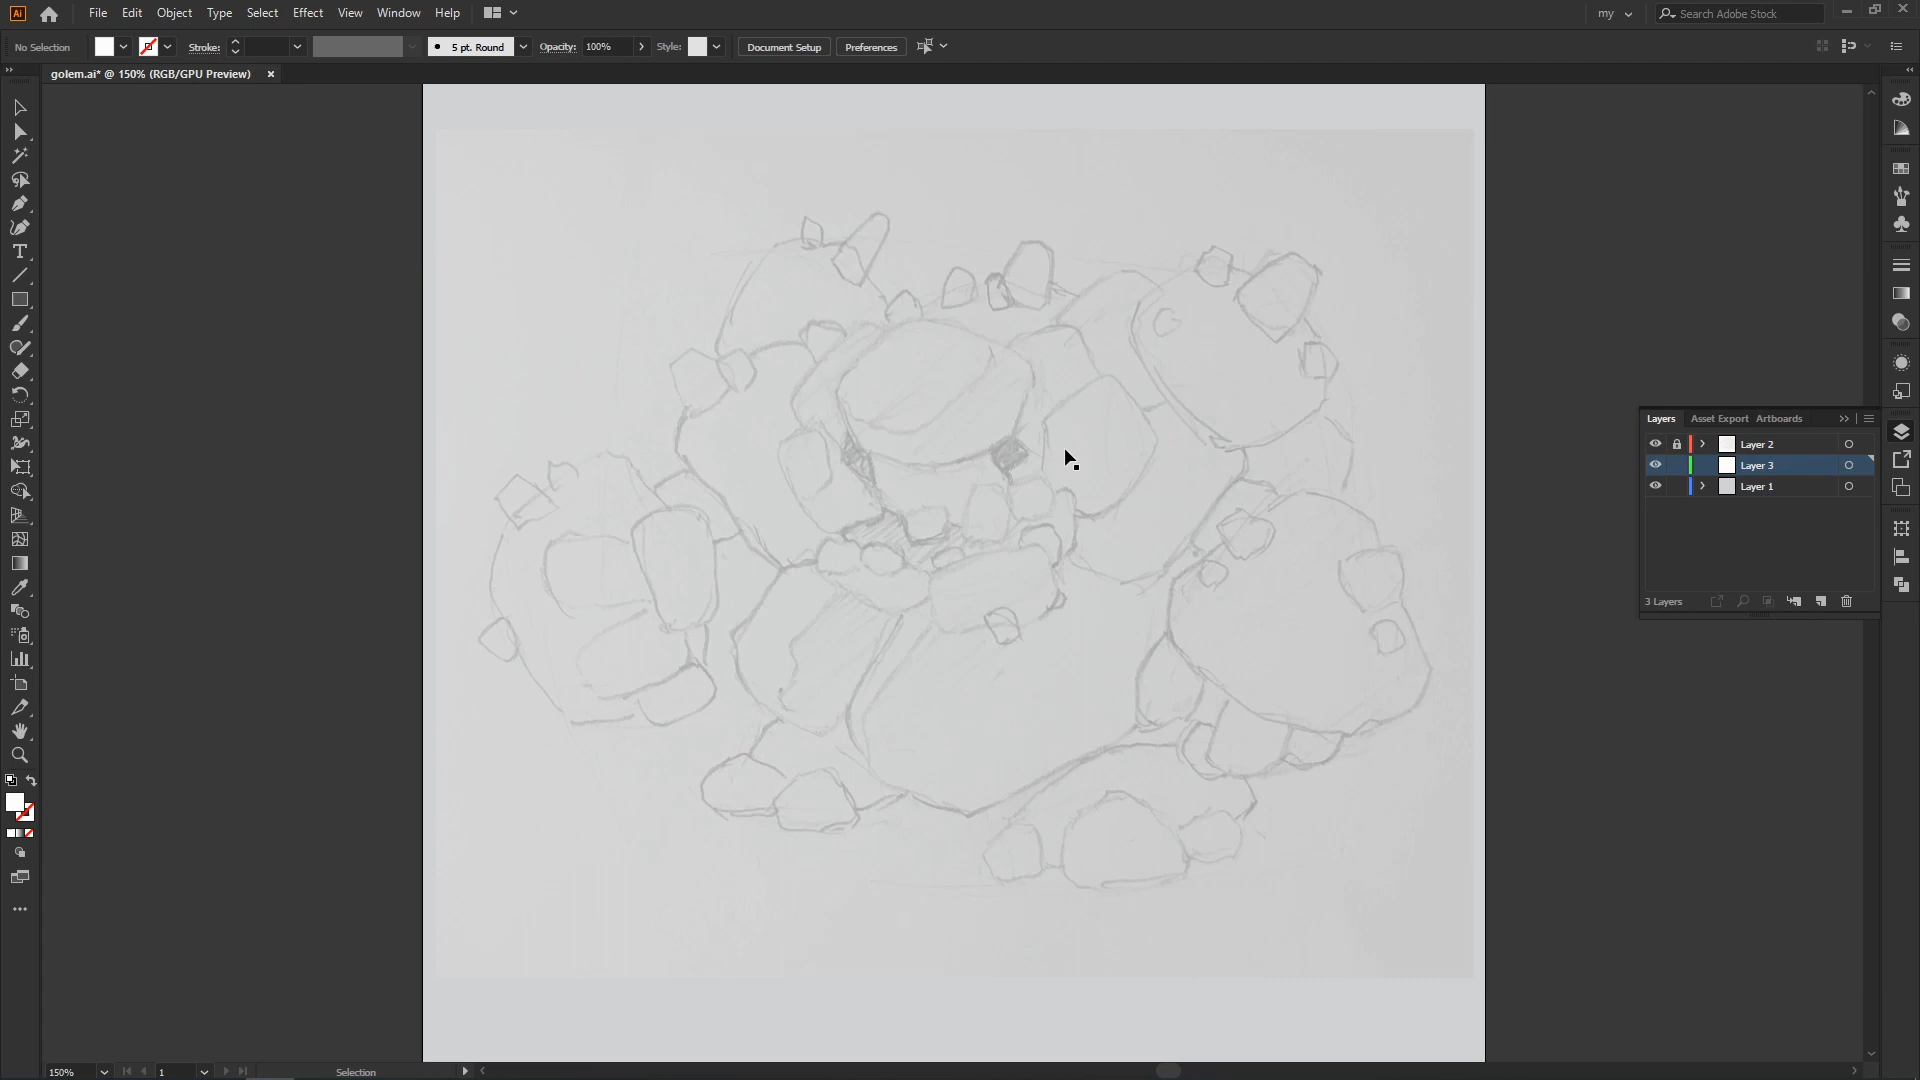 Ai File Edit Object Type Select Effect View Window Help my Search Adobe Stock
No Selection Stroke: 5 pt. Round Opacity: 100% Style: Document Setup Preferences
golem.ai* @ 150% (RGB/GPU Preview)
Layers Asset Export Artboards
Layer 2
Layer 3
Layer 1
3 Layers
150% 1 Selection